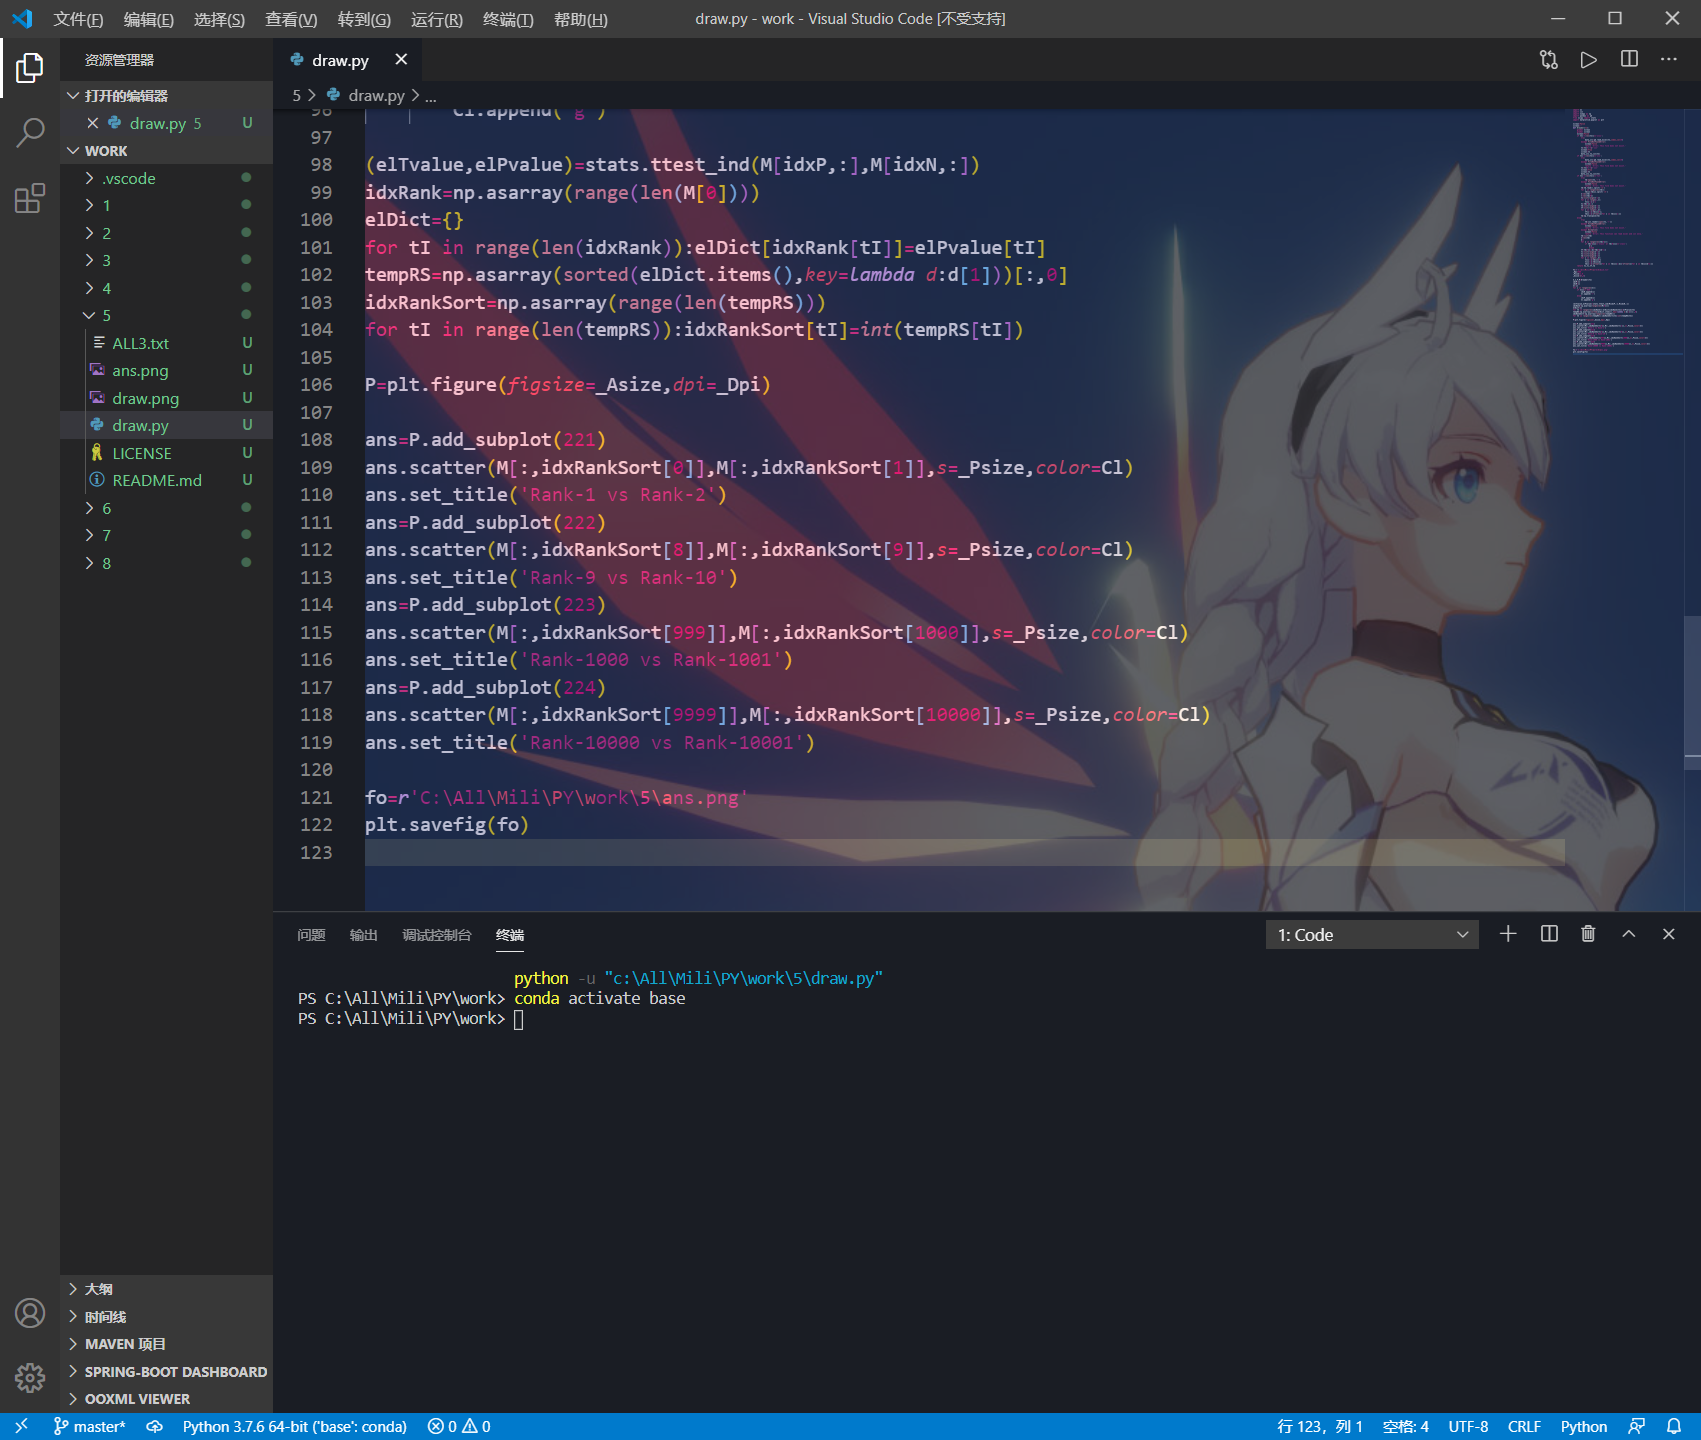 文件(F) 编辑(E) 选择(S) 查看(V) 转到(G) 运行(R) 终端(T) 帮助(H) draw.py - work - Visual Studio Code [不受支持]
资源管理器
打开的编辑器
draw.py 5 U
WORK
.vscode
1
2
3
4
5
ALL3.txt U
ans.png U
draw.png U
draw.py U
LICENSE U
README.md U
6
7
8
大纲
时间线
MAVEN 项目
SPRING-BOOT DASHBOARD
OOXML VIEWER
draw.py
5 > draw.py > ...
96 Cl.append('g')
97
98 (elTvalue,elPvalue)=stats.ttest_ind(M[idxP,:],M[idxN,:])
99 idxRank=np.asarray(range(len(M[0])))
100 elDict={}
101 for tI in range(len(idxRank)):elDict[idxRank[tI]]=elPvalue[tI]
102 tempRS=np.asarray(sorted(elDict.items(),key=lambda d:d[1]))[:,0]
103 idxRankSort=np.asarray(range(len(tempRS)))
104 for tI in range(len(tempRS)):idxRankSort[tI]=int(tempRS[tI])
105
106 P=plt.figure(figsize=_Asize,dpi=_Dpi)
107
108 ans=P.add_subplot(221)
109 ans.scatter(M[:,idxRankSort[0]],M[:,idxRankSort[1]],s=_Psize,color=Cl)
110 ans.set_title('Rank-1 vs Rank-2')
111 ans=P.add_subplot(222)
112 ans.scatter(M[:,idxRankSort[8]],M[:,idxRankSort[9]],s=_Psize,color=Cl)
113 ans.set_title('Rank-9 vs Rank-10')
114 ans=P.add_subplot(223)
115 ans.scatter(M[:,idxRankSort[999]],M[:,idxRankSort[1000]],s=_Psize,color=Cl)
116 ans.set_title('Rank-1000 vs Rank-1001')
117 ans=P.add_subplot(224)
118 ans.scatter(M[:,idxRankSort[9999]],M[:,idxRankSort[10000]],s=_Psize,color=Cl)
119 ans.set_title('Rank-10000 vs Rank-10001')
120
121 fo=r'C:\All\Mili\PY\work\5\ans.png'
122 plt.savefig(fo)
123
问题 输出 调试控制台 终端 1: Code
python -u "c:\All\Mili\PY\work\5\draw.py"
PS C:\All\Mili\PY\work> conda activate base
PS C:\All\Mili\PY\work>
master* Python 3.7.6 64-bit ('base': conda) 0 0 行 123，列 1 空格: 4 UTF-8 CRLF Python